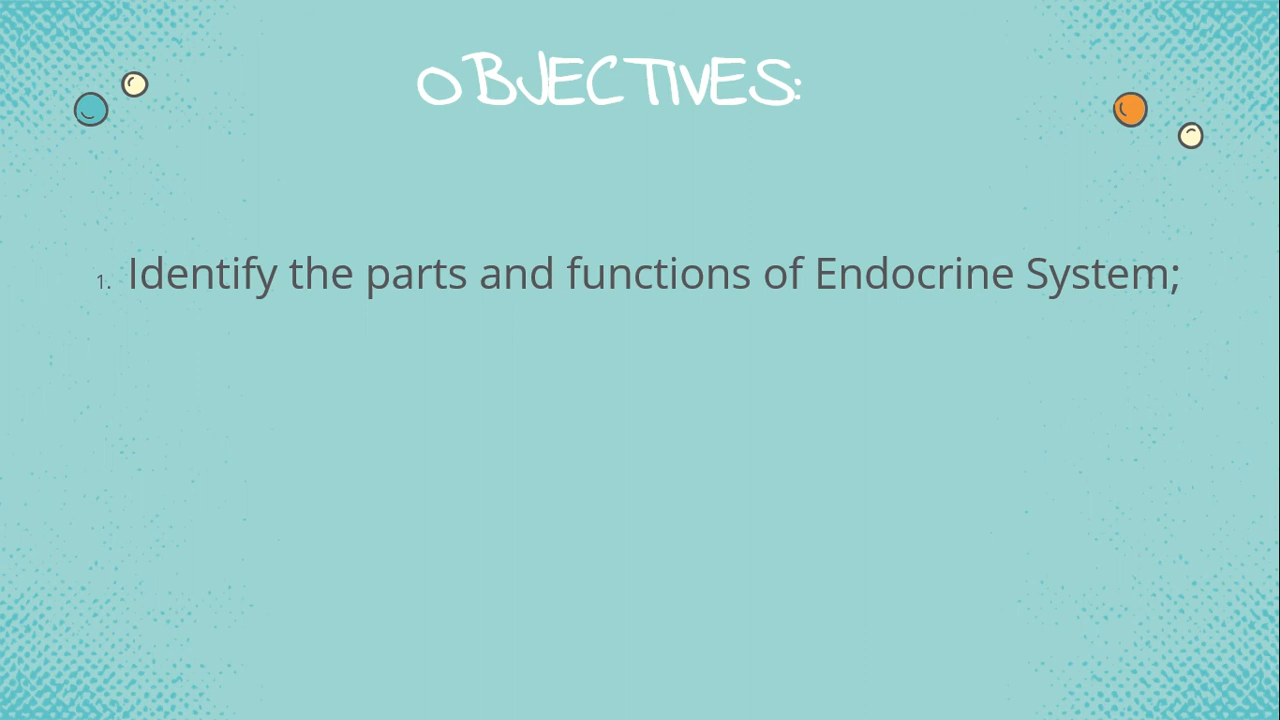 OBJECTIVES:
1. Identify the parts and functions of Endocrine System;